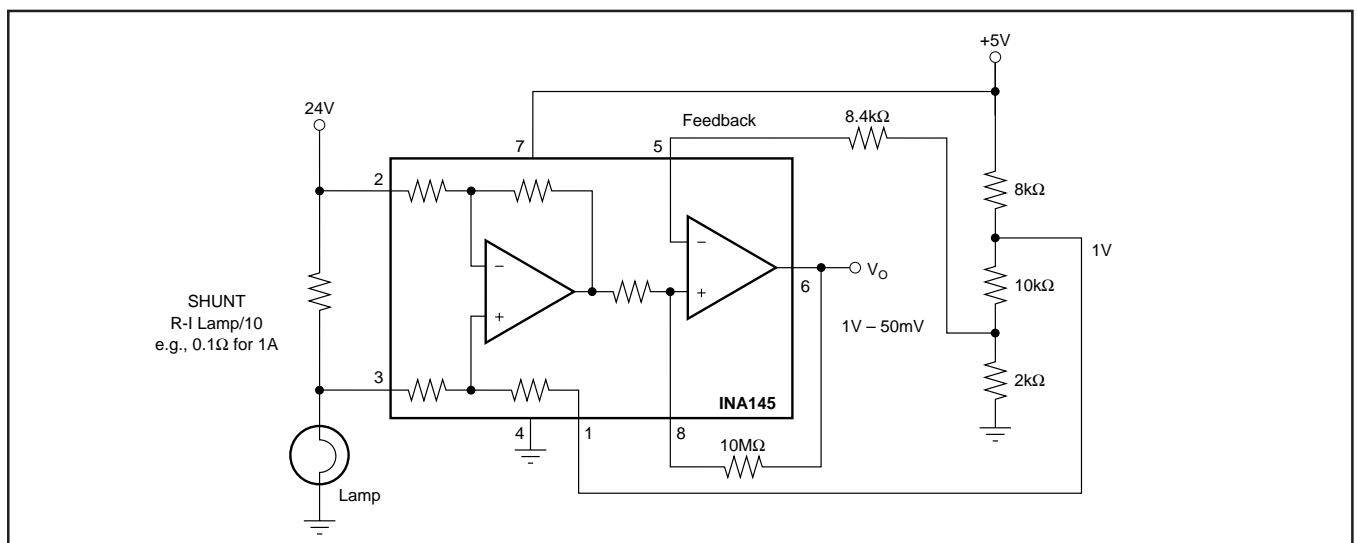 +5V
24V
Feedback
8.4kΩ
7
5
2
8kΩ
1V
–
–
V_O
6
+
10kΩ
SHUNT
R-I Lamp/10
e.g., 0.1Ω for 1A
+
1V – 50mV
3
2kΩ
INA145
4
1
8
10MΩ
Lamp